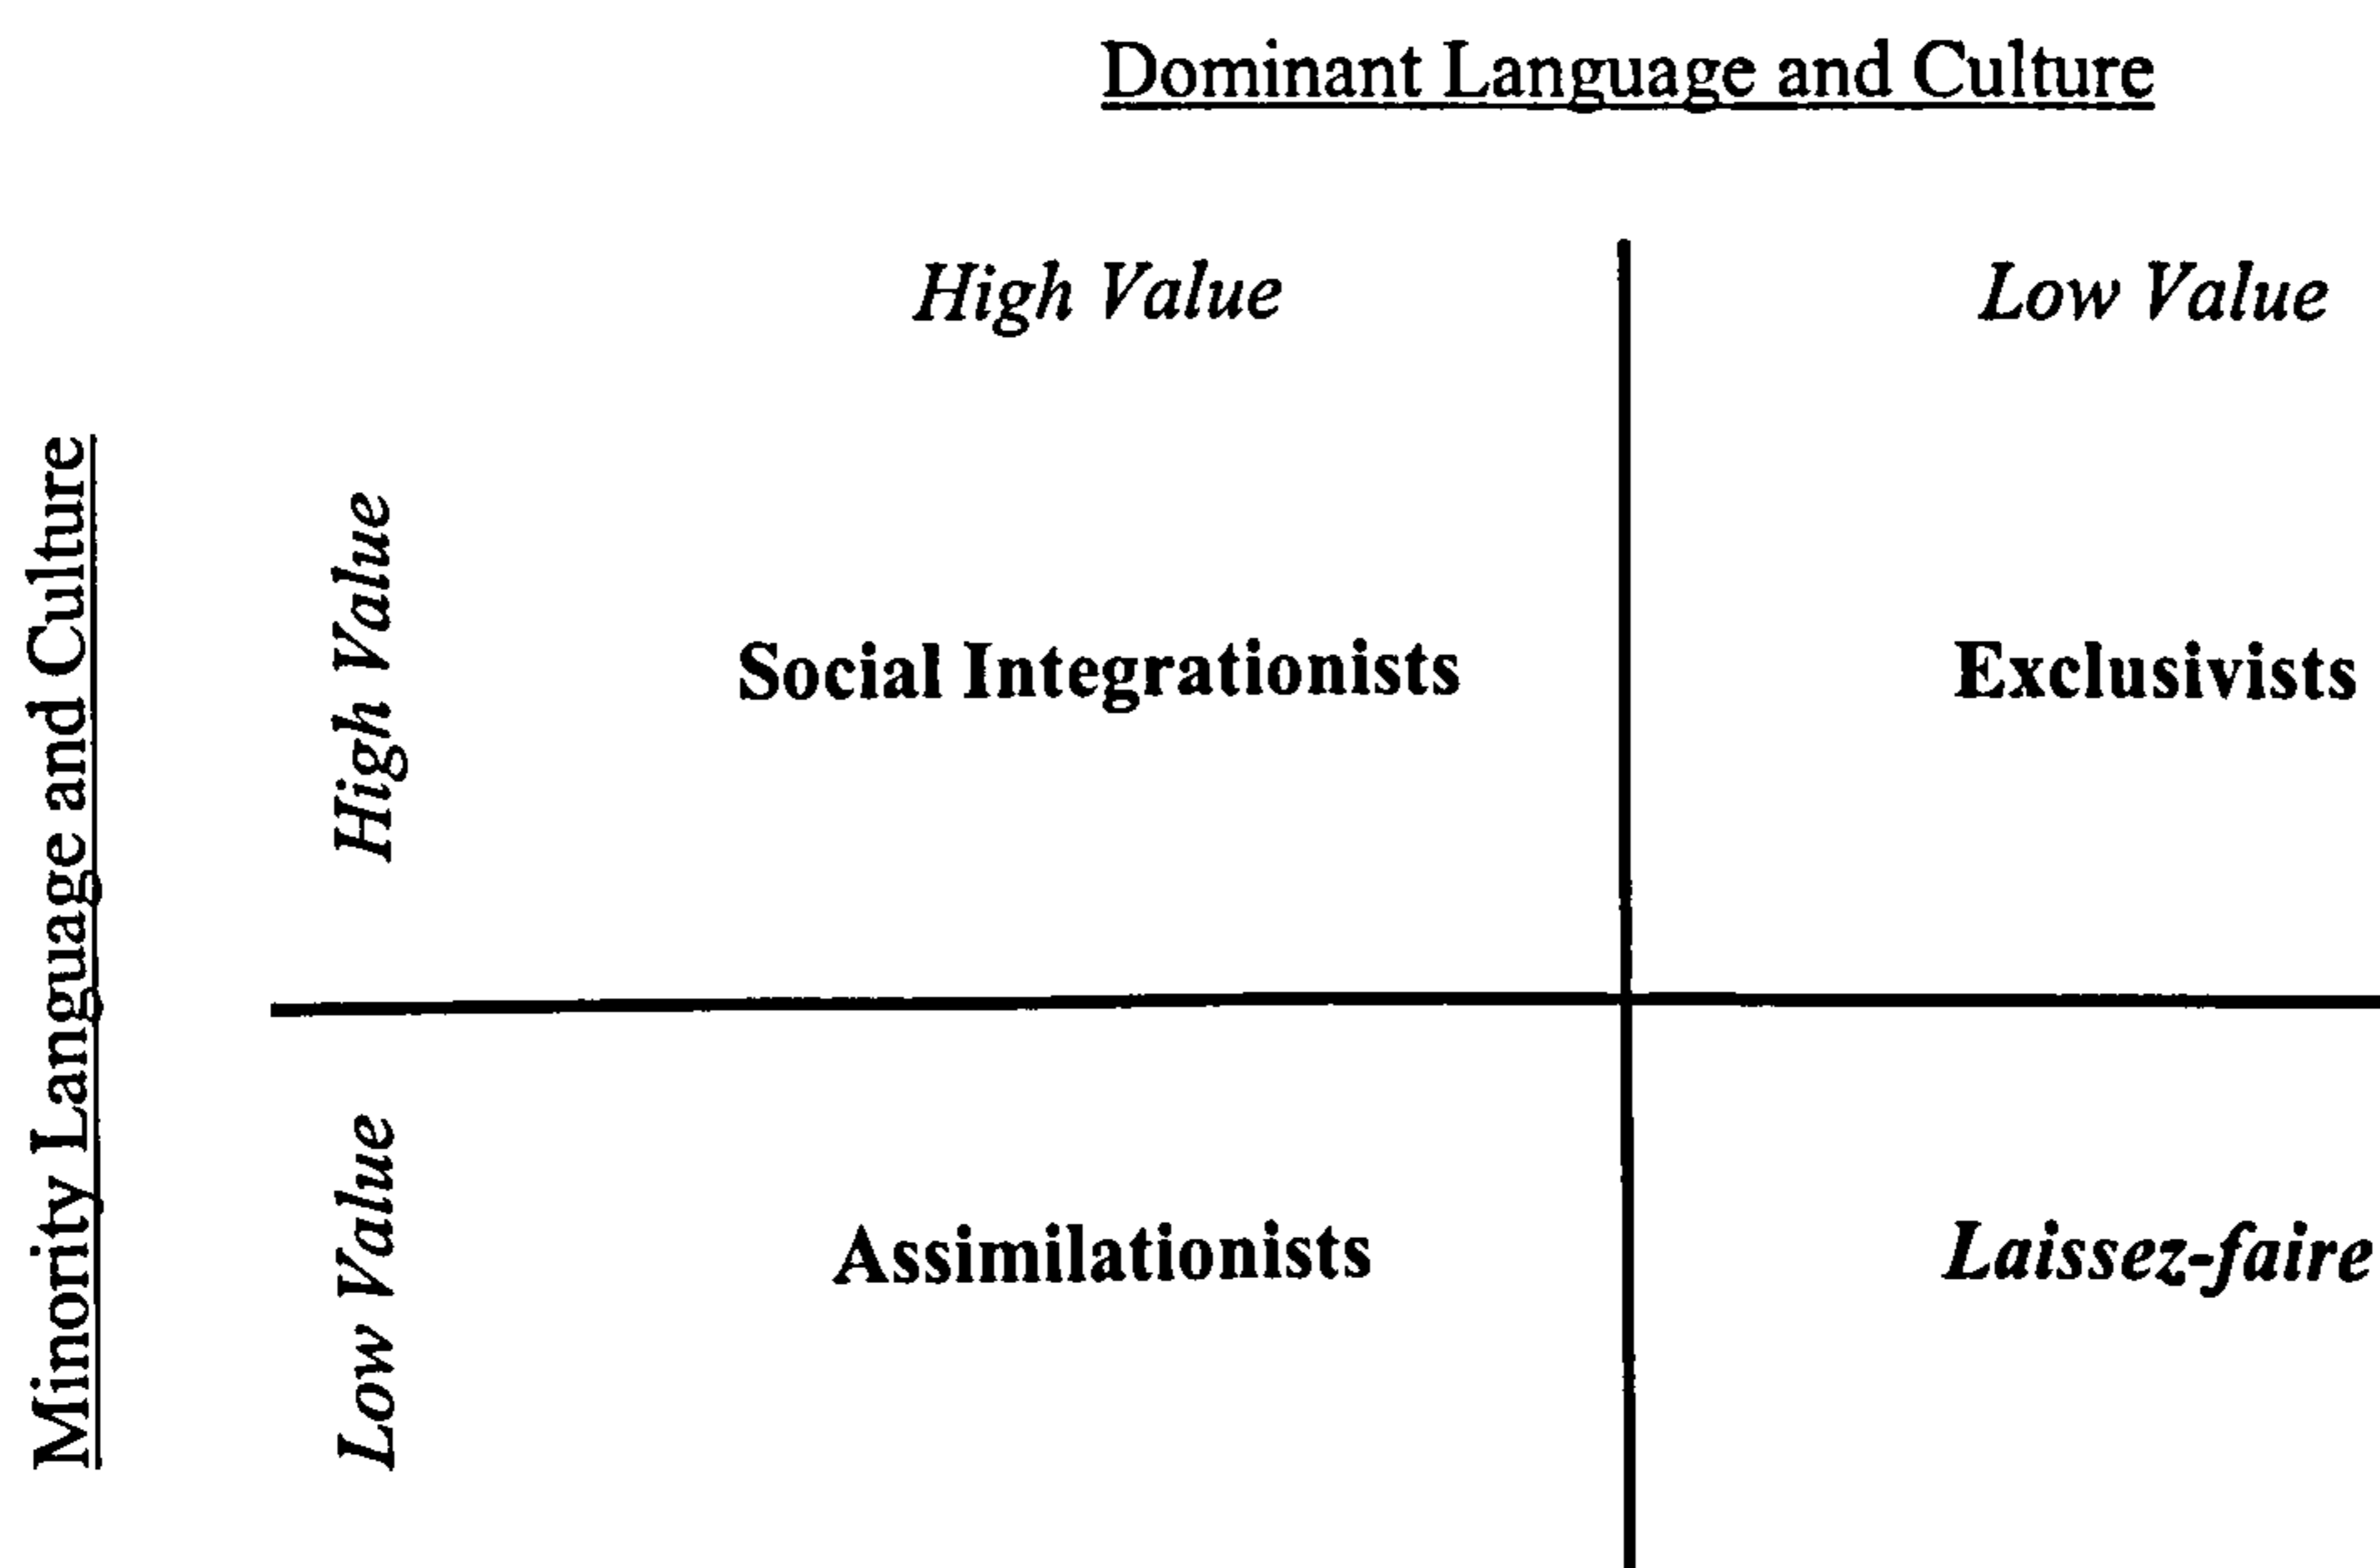 Dominant Language and Culture
High Value
Low Value
Minority Language and Culture
High Value
Social Integrationists
Exclusivists
Low Value
Assimilationists
Laissez-faire